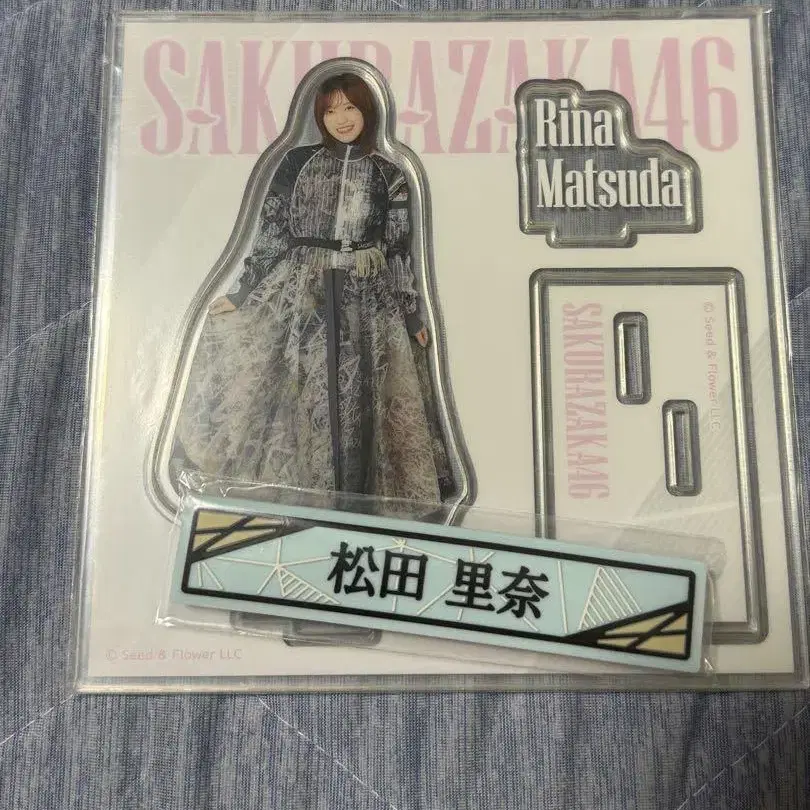 SAKURAZAKA46
Rina
Matsuda
SAKURAZAKA46
© Seed & Flower LLC
松田 里奈
© Seed & Flower LLC